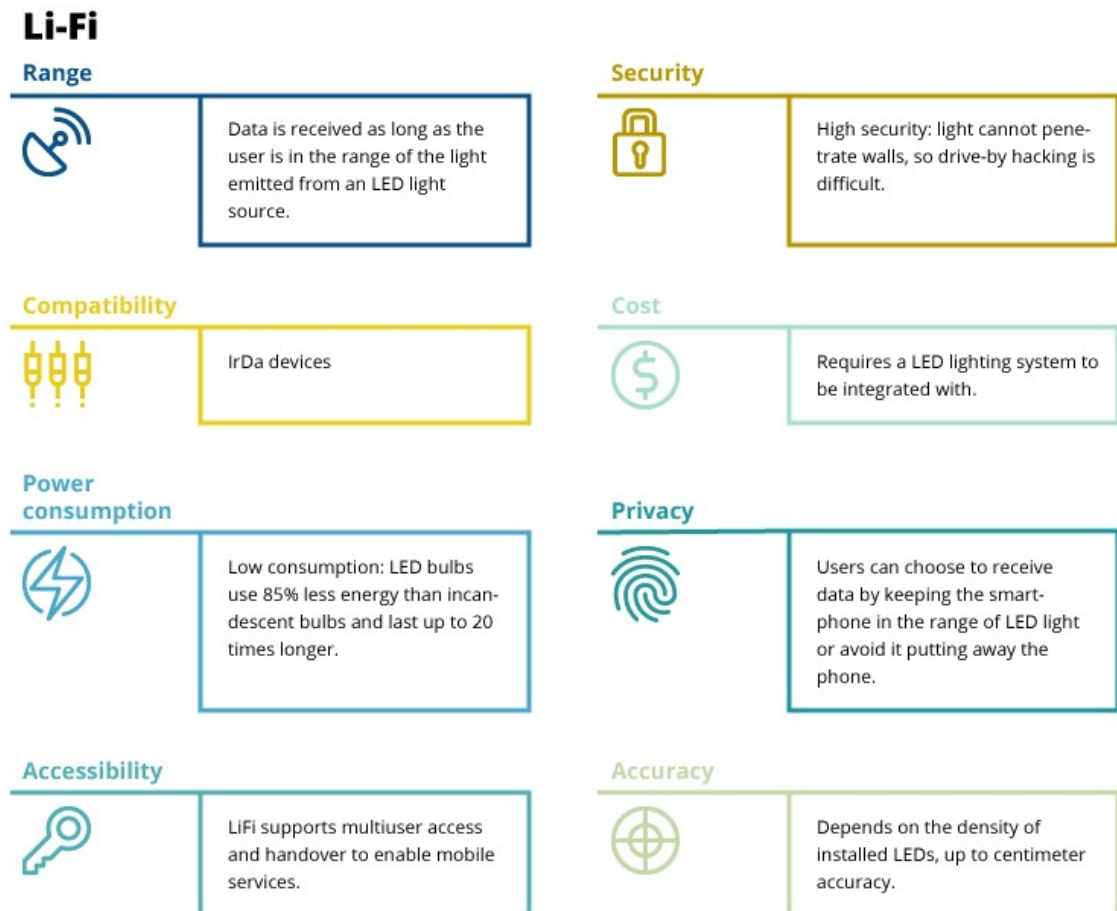 Li-Fi
Range
Data is received as long as the
user is in the range of the light
emitted from an LED light
source.
Security
High security: light cannot pene-
trate walls, so drive-by hacking is
difficult.
Compatibility
IrDa devices
Cost
Requires a LED lighting system to
be integrated with.
Power
consumption
Low consumption: LED bulbs
use 85% less energy than incan-
descent bulbs and last up to 20
times longer.
Privacy
Users can choose to receive
data by keeping the smart-
phone in the range of LED light
or avoid it putting away the
phone.
Accessibility
LiFi supports multiuser access
and handover to enable mobile
services.
Accuracy
Depends on the density of
installed LEDs, up to centimeter
accuracy.